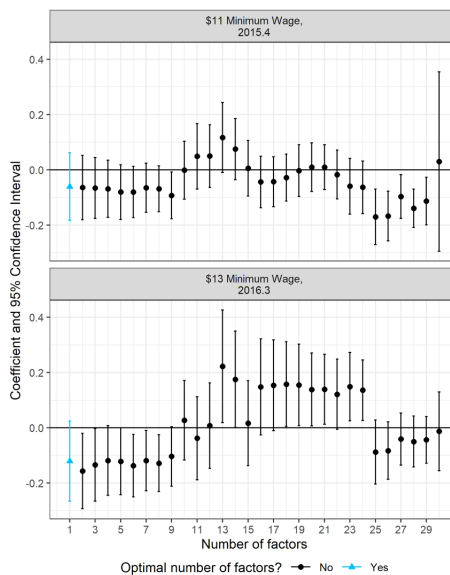 $11 Minimum Wage,
2015.4
0.4
0.2
0.0
-0.2
$13 Minimum Wage,
2016.3
0.4
0.2
0.0
-0.2
1 3 5 7 9 11 13 15 17 19 21 23 25 27 29
Number of factors
Coefficient and 95% Confidence Interval
Optimal number of factors? No Yes